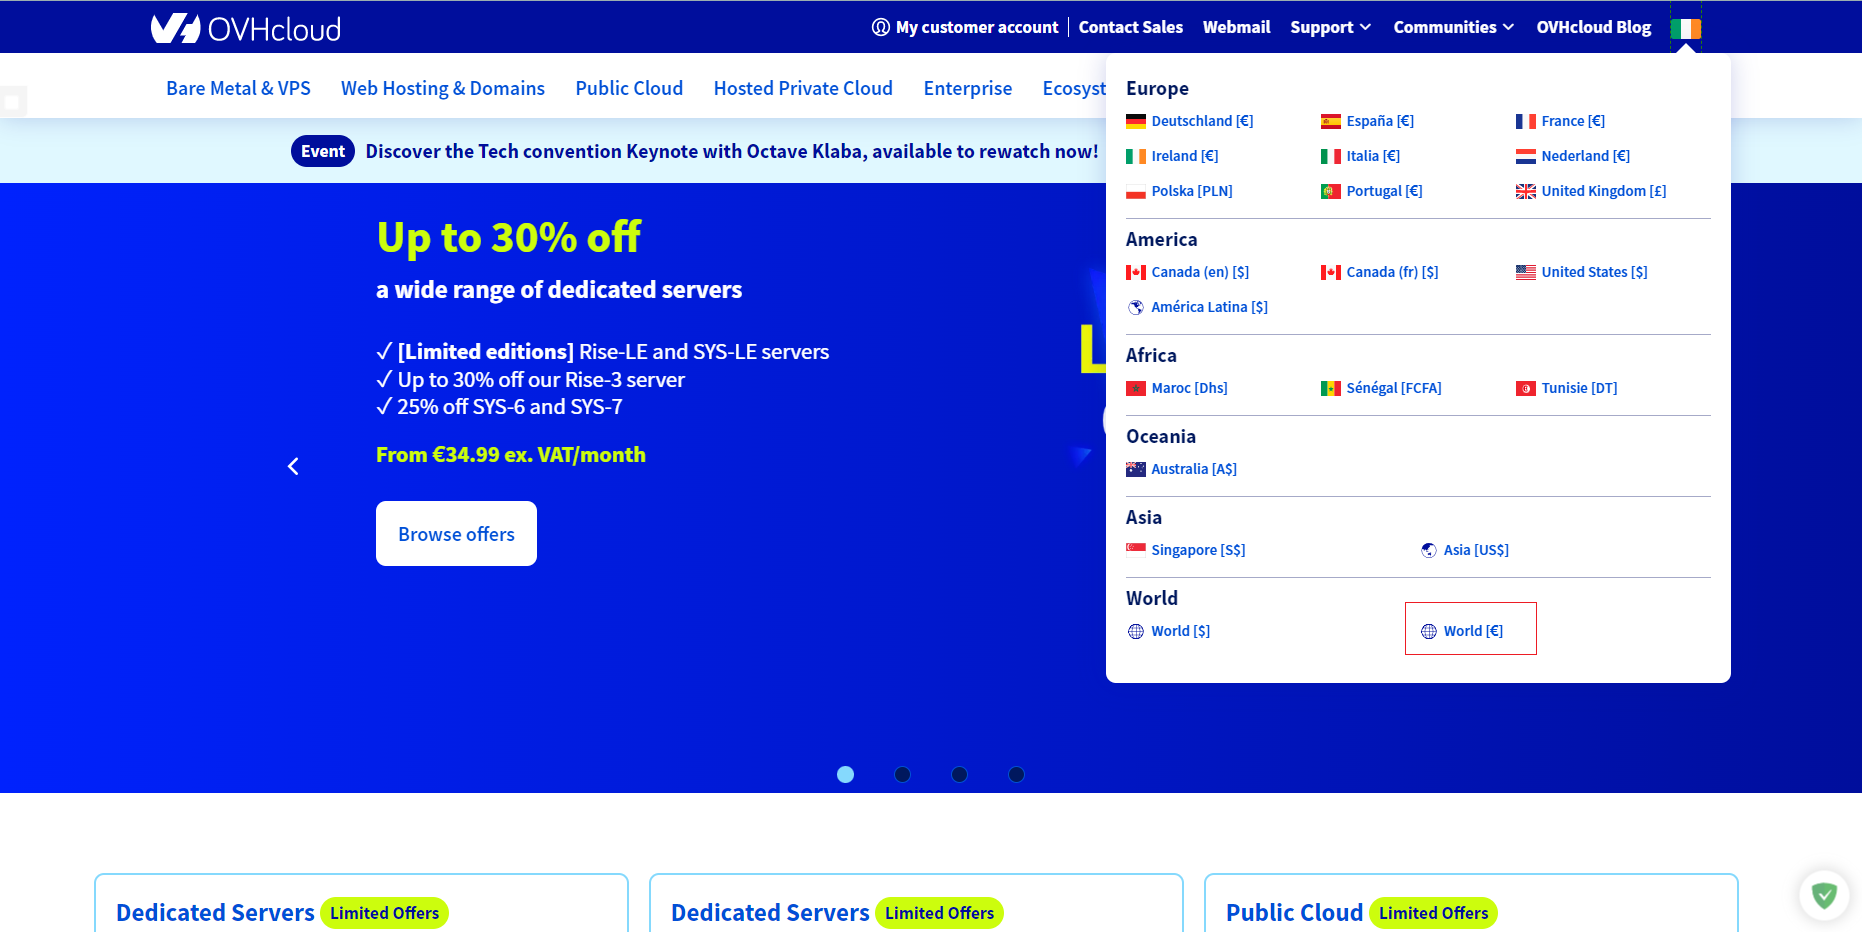 OVHcloud
My customer account Contact Sales Webmail Support Communities OVHcloud Blog
Bare Metal & VPS Web Hosting & Domains Public Cloud Hosted Private Cloud Enterprise Ecosyst
Event Discover the Tech convention Keynote with Octave Klaba, available to rewatch now!
Up to 30% off
a wide range of dedicated servers
✓ [Limited editions] Rise-LE and SYS-LE servers
✓ Up to 30% off our Rise-3 server
✓ 25% off SYS-6 and SYS-7
From €34.99 ex. VAT/month
Browse offers
L
Europe
Deutschland [€] España [€] France [€]
Ireland [€] Italia [€] Nederland [€]
Polska [PLN] Portugal [€] United Kingdom [£]
America
Canada (en) [$] Canada (fr) [$] United States [$]
América Latina [$]
Africa
Maroc [Dhs] Sénégal [FCFA] Tunisie [DT]
Oceania
Australia [A$]
Asia
Singapore [S$] Asia [US$]
World
World [$] World [€]
Dedicated Servers Limited Offers
Dedicated Servers Limited Offers
Public Cloud Limited Offers